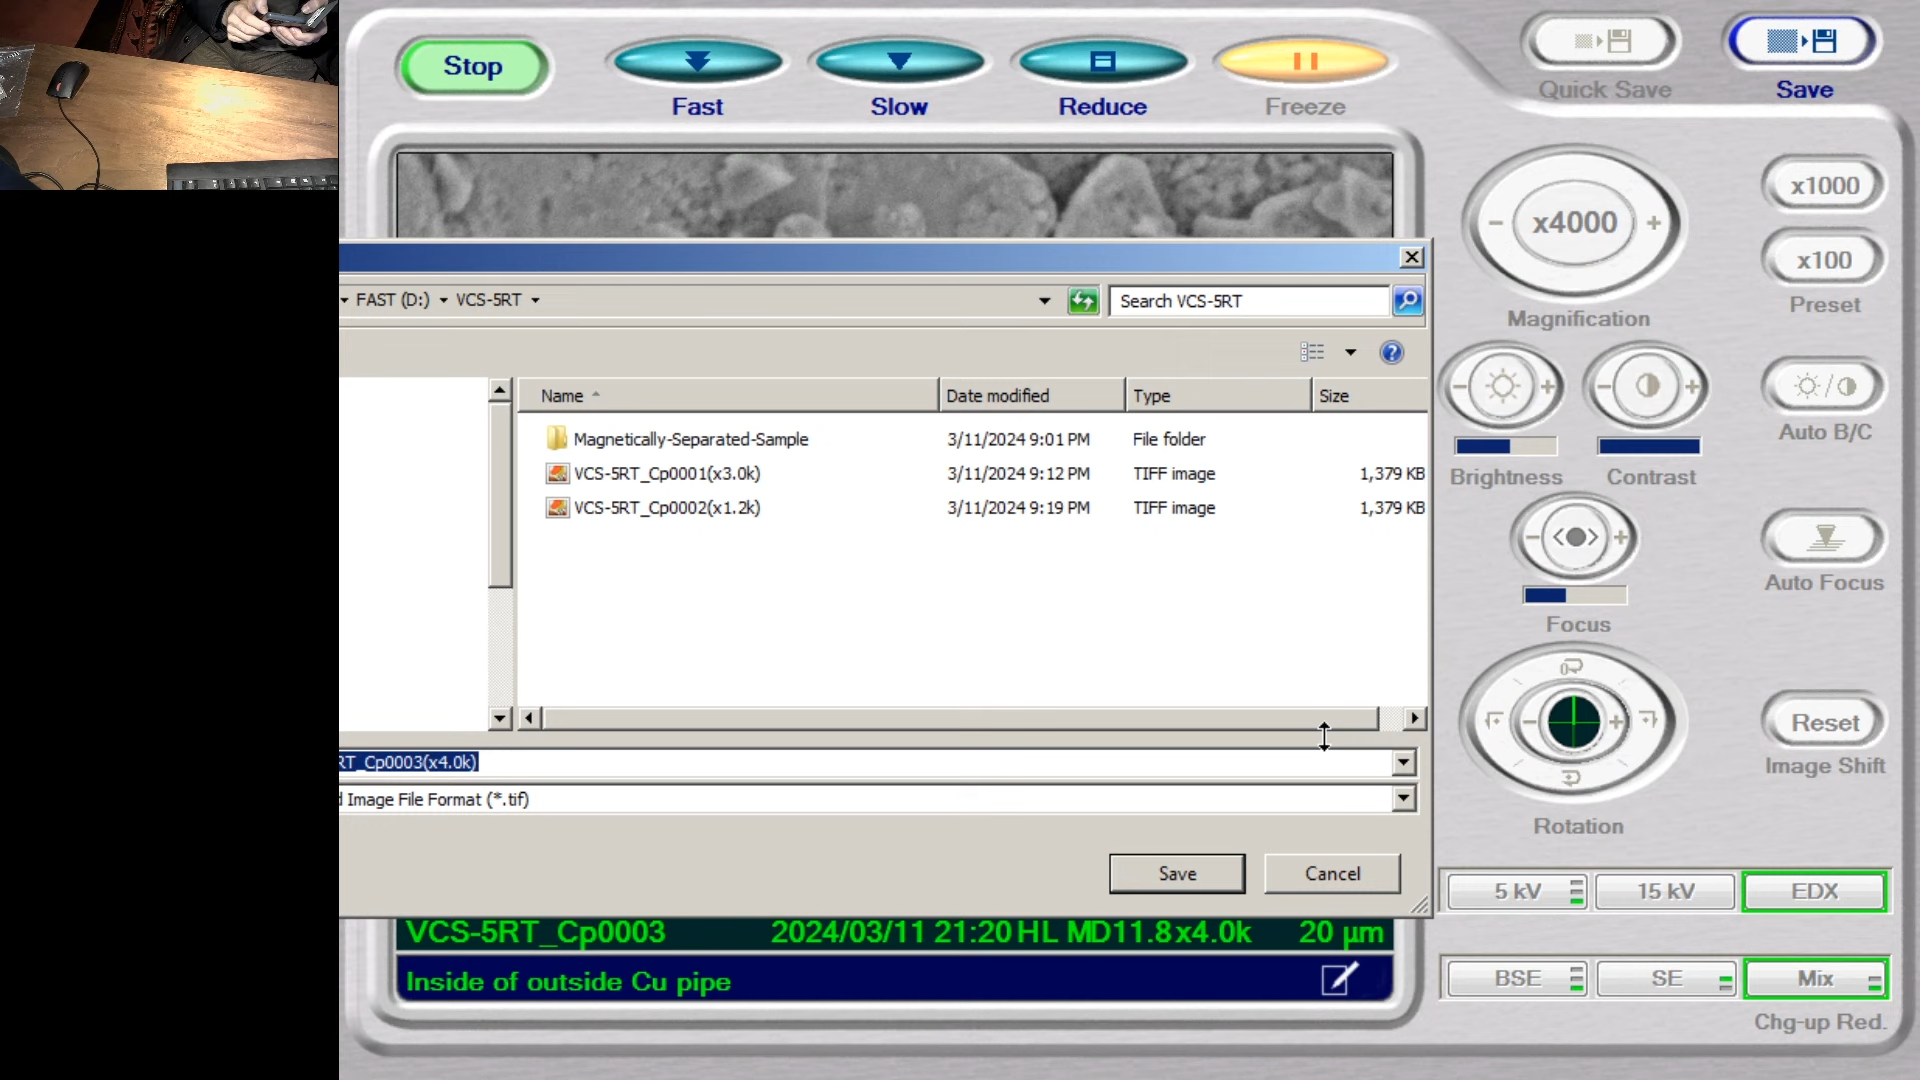 Stop
Fast
Slow
Reduce
Freeze
Quick Save
Save
x4000
x1000
x100
Preset
Magnification
FAST (D:) VCS-5RT
Search VCS-5RT
Name
Date modified
Type
Size
Magnetically-Separated-Sample 3/11/2024 9:01 PM File folder
VCS-5RT_Cp0001(x3.0k) 3/11/2024 9:12 PM TIFF image 1,379 KB
VCS-5RT_Cp0002(x1.2k) 3/11/2024 9:19 PM TIFF image 1,379 KB
RT_Cp0003(x4.0k)
Image File Format (*.tif)
Save
Cancel
Auto B/C
Brightness
Contrast
Auto Focus
Focus
Reset
Image Shift
Rotation
5 kV
15 kV
EDX
BSE
SE
Mix
Chg-up Red.
VCS-5RT_Cp0003 2024/03/11 21:20 HL MD11.8 x4.0k 20 µm
Inside of outside Cu pipe